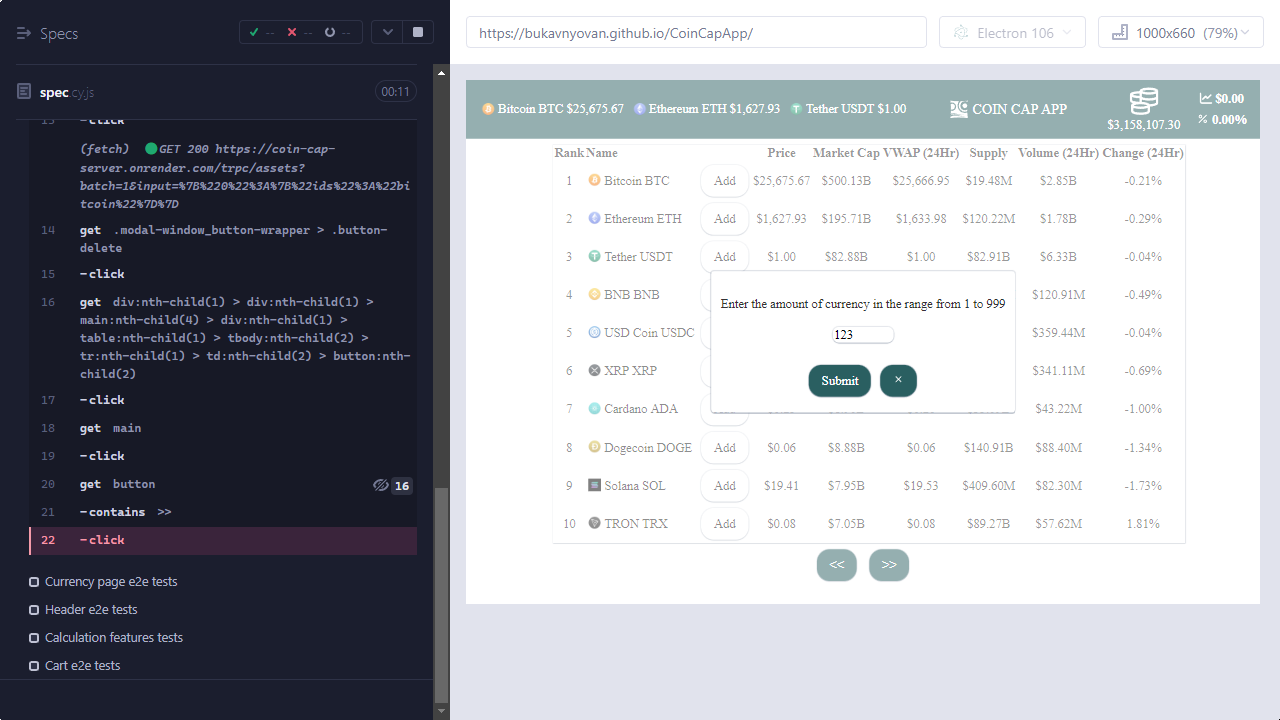 Specs
-- -- --
https://bukavnyovan.github.io/CoinCapApp/
Electron 106
1000x660 (79%)
spec.cy.js
00:11
13 -click
(fetch) GET 200 https://coin-cap-
server.onrender.com/trpc/assets?
batch=1&input=%7B%220%22%3A%7B%22ids%22%3A%22bi
tcoin%22%7D%7D
14 get .modal-window_button-wrapper > .button-
delete
15 -click
16 get div:nth-child(1) > div:nth-child(1) >
main:nth-child(4) > div:nth-child(1) >
table:nth-child(1) > tbody:nth-child(2) >
tr:nth-child(1) > td:nth-child(2) > button:nth-
child(2)
17 -click
18 get main
19 -click
20 get button 16
21 -contains >>
22 -click
Currency page e2e tests
Header e2e tests
Calculation features tests
Cart e2e tests
Bitcoin BTC $25,675.67 Ethereum ETH $1,627.93 Tether USDT $1.00
COIN CAP APP
$3,158,107.30
$0.00
% 0.00%
Rank Name Price Market Cap VWAP (24Hr) Supply Volume (24Hr) Change (24Hr)
1 Bitcoin BTC Add $25,675.67 $500.13B $25,666.95 $19.48M $2.85B -0.21%
2 Ethereum ETH Add $1,627.93 $195.71B $1,633.98 $120.22M $1.78B -0.29%
3 Tether USDT Add $1.00 $82.88B $1.00 $82.91B $6.33B -0.04%
4 BNB BNB $120.91M -0.49%
5 USD Coin USDC $359.44M -0.04%
6 XRP XRP $341.11M -0.69%
7 Cardano ADA $43.22M -1.00%
8 Dogecoin DOGE Add $0.06 $8.88B $0.06 $140.91B $88.40M -1.34%
9 Solana SOL Add $19.41 $7.95B $19.53 $409.60M $82.30M -1.73%
10 TRON TRX Add $0.08 $7.05B $0.08 $89.27B $57.62M 1.81%
Enter the amount of currency in the range from 1 to 999
123
Submit ×
<< >>